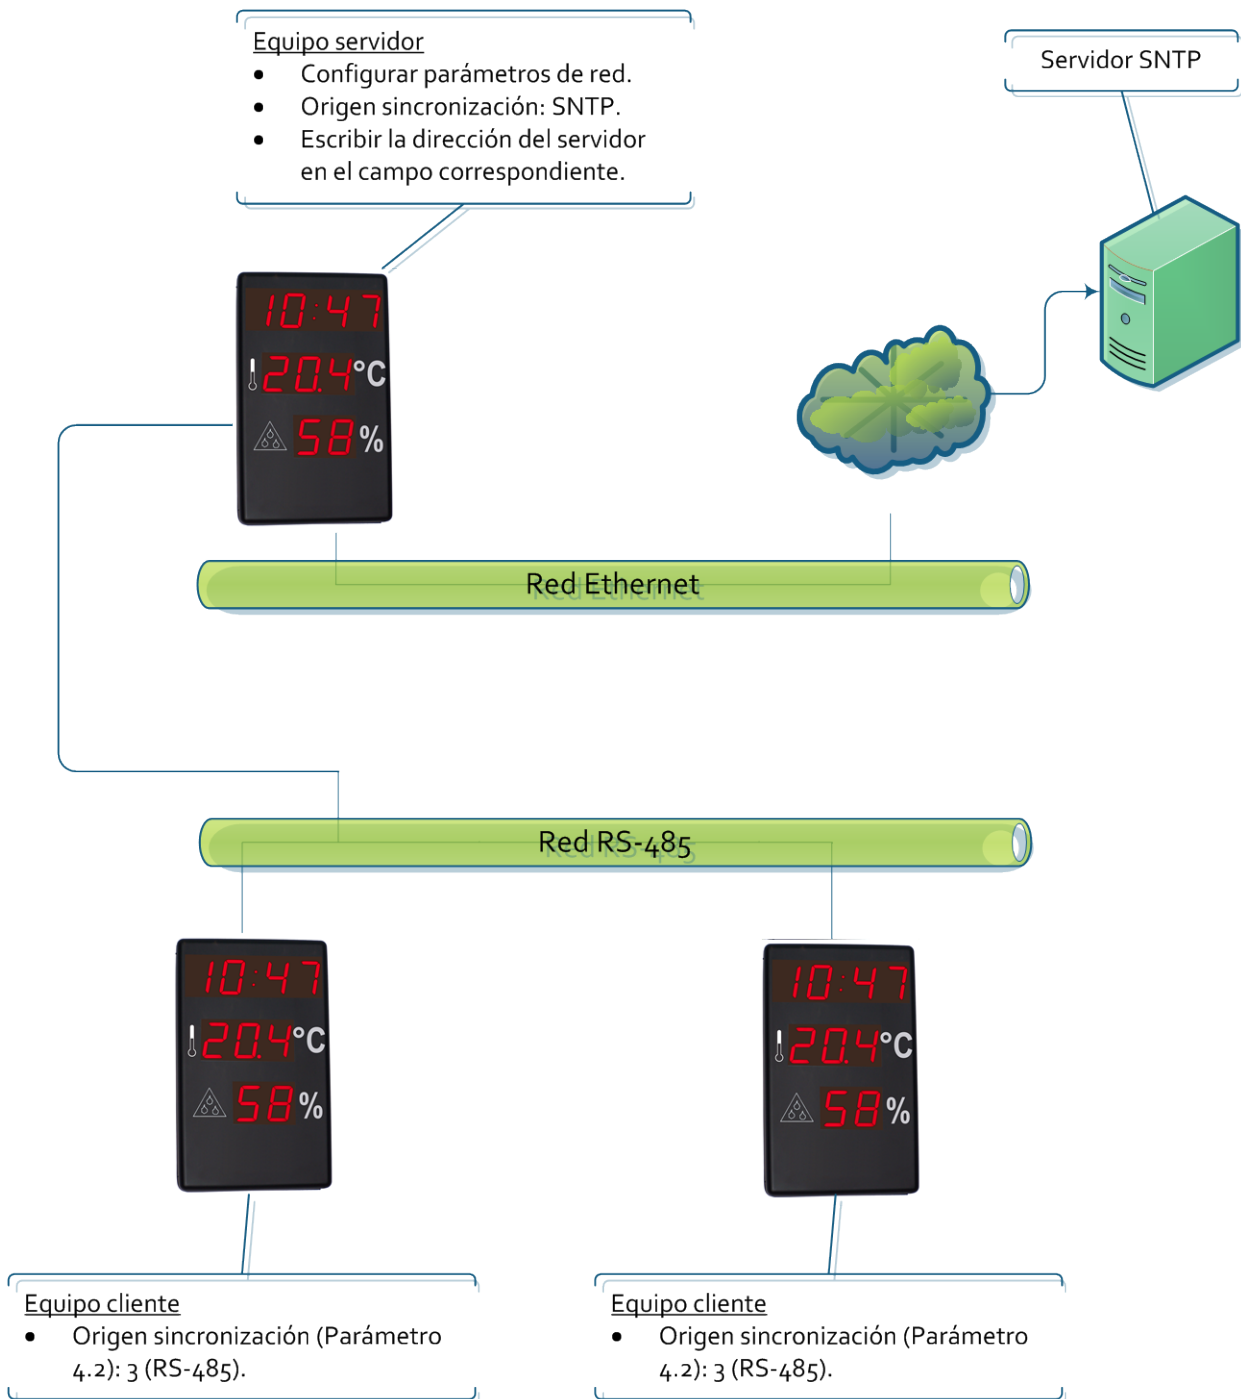 Equipo servidor
• Configurar parámetros de red.
• Origen sincronización: SNTP.
• Escribir la dirección del servidor
en el campo correspondiente.
Servidor SNTP
10:47
20.4°C
58%
Red Ethernet
Red RS-485
10:47
20.4°C
58%
10:47
20.4°C
58%
Equipo cliente
• Origen sincronización (Parámetro
4.2): 3 (RS-485).
Equipo cliente
• Origen sincronización (Parámetro
4.2): 3 (RS-485).